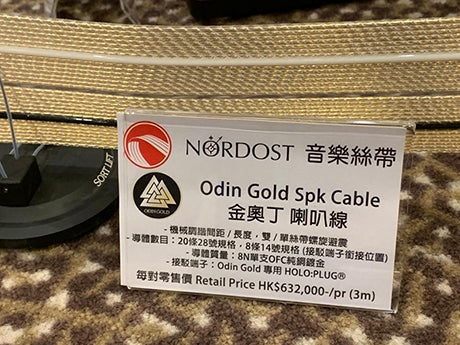 NORDOST 音樂絲帶
Odin Gold Spk Cable
金奧丁 喇叭線
ODIN GOLD
- 機械調諧間距/長度，雙/單絲帶螺旋避震
- 導體數目：20條28號規格，8條14號規格 (接駁端子銜接位置)
- 導體質量：8N單支OFC純銅鍍金
- 接駁端子：Odin Gold 專用 HOLO:PLUG®
每對零售價 Retail Price HK$632,000-/pr (3m)
SORT LIFT